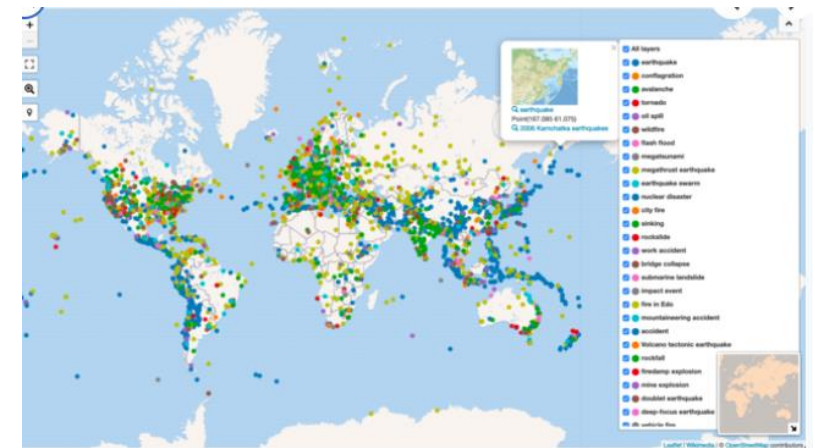 earthquake
Point(167.085 61.075)
2006 Kamchatka earthquakes
All layers
earthquake
conflagration
avalanche
tornado
oil spill
wildfire
flash flood
megatsunami
megathrust earthquake
earthquake swarm
nuclear disaster
city fire
sinking
rockslide
work accident
bridge collapse
submarine landslide
impact event
fire in Edo
mountaineering accident
accident
Volcano tectonic earthquake
rockfall
firedamp explosion
mine explosion
doublet earthquake
deep-focus earthquake
vehicle fire
Leaflet | Wikimedia | © OpenStreetMap contributors